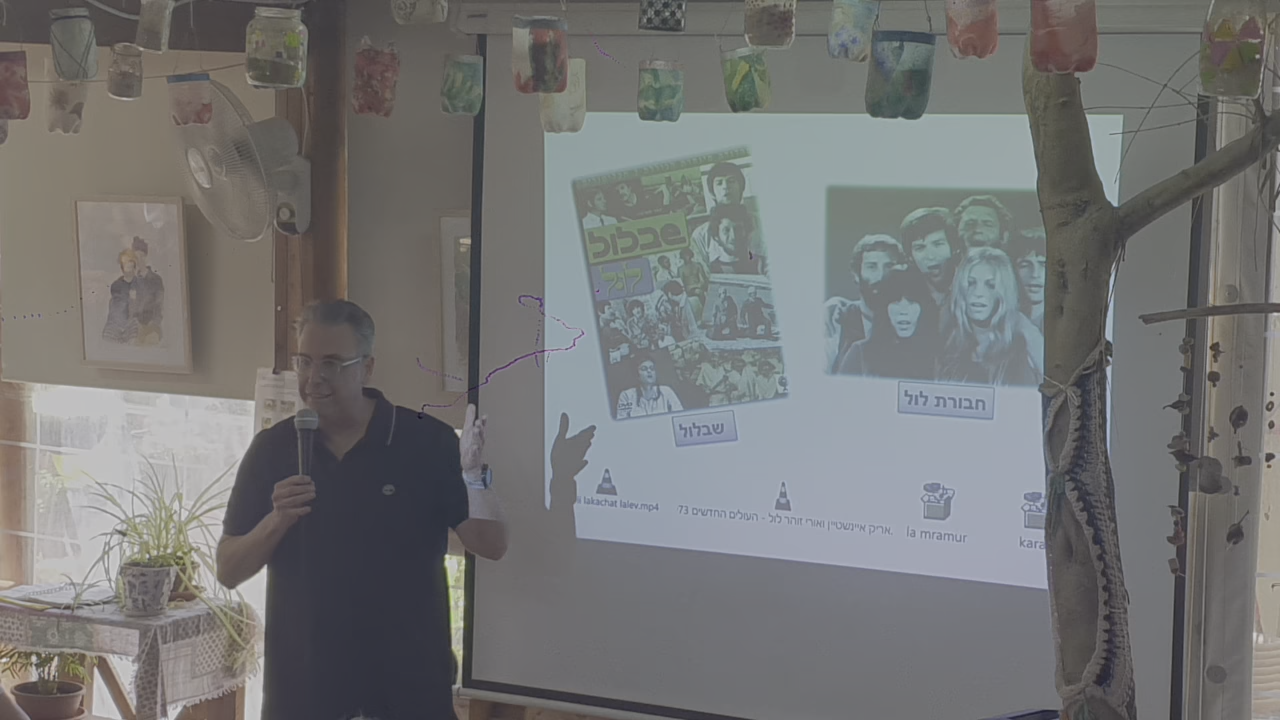 שבלול
לול
שבלול
חבורת לול
li lakachat lalev.mp4
אריק איינשטיין ואורי זוהר לול - העולים החדשים 73.
la mramur
kara